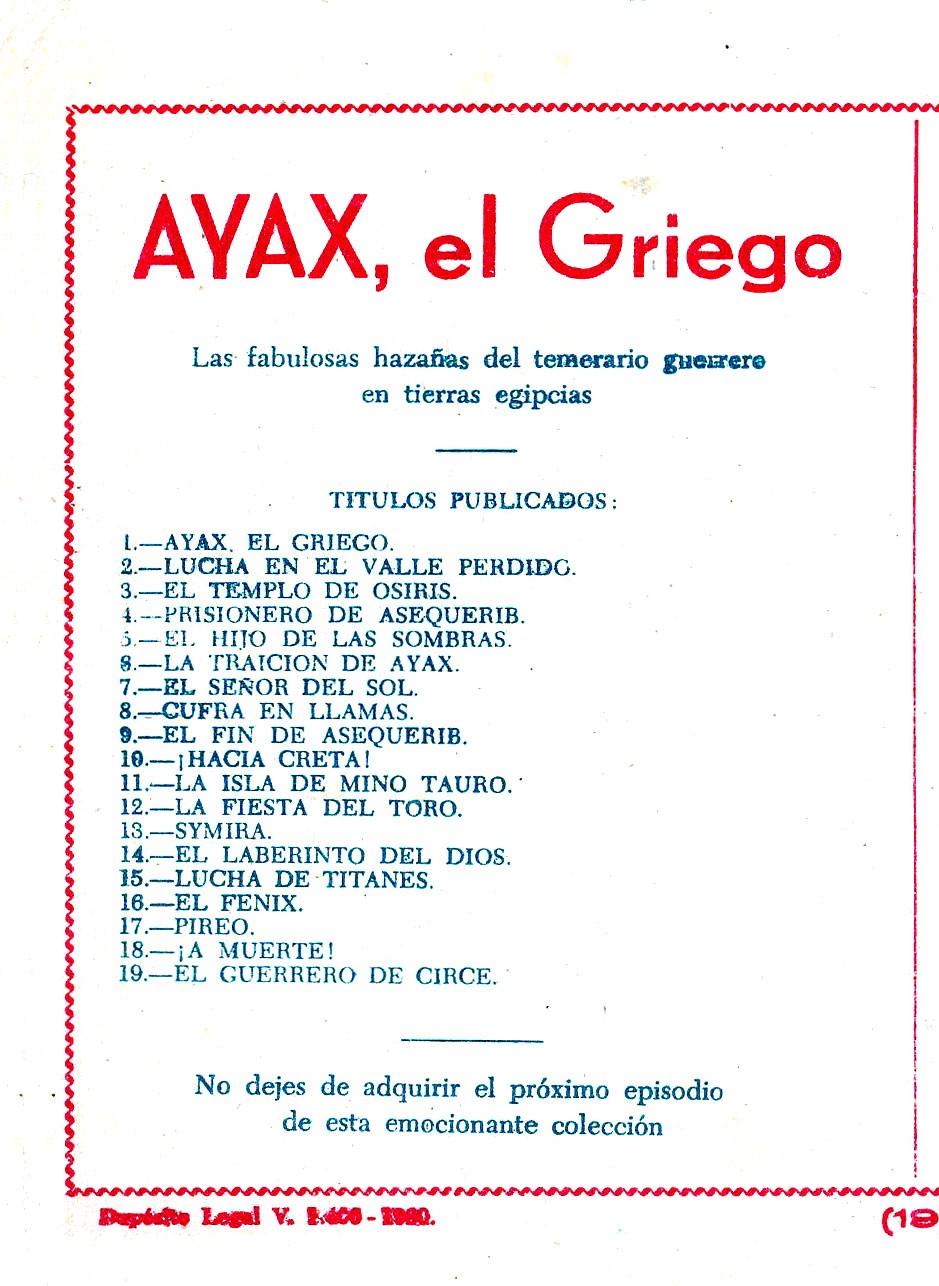 AYAX, el Griego
Las fabulosas hazañas del temerario guerrero
en tierras egipcias
TITULOS PUBLICADOS:
1.—AYAX, EL GRIEGO.
2.—LUCHA EN EL VALLE PERDIDO.
3.—EL TEMPLO DE OSIRIS.
4.—PRISIONERO DE ASEQUERIB.
5.—EL HIJO DE LAS SOMBRAS.
6.—LA TRAICION DE AYAX.
7.—EL SEÑOR DEL SOL.
8.—CUFRA EN LLAMAS.
9.—EL FIN DE ASEQUERIB.
10.—¡HACIA CRETA!
11.—LA ISLA DE MINO TAURO.
12.—LA FIESTA DEL TORO.
13.—SYMIRA.
14.—EL LABERINTO DEL DIOS.
15.—LUCHA DE TITANES.
16.—EL FENIX.
17.—PIREO.
18.—¡A MUERTE!
19.—EL GUERRERO DE CIRCE.
No dejes de adquirir el próximo episodio
de esta emocionante colección
Depósito Legal V. - 1960.
(19